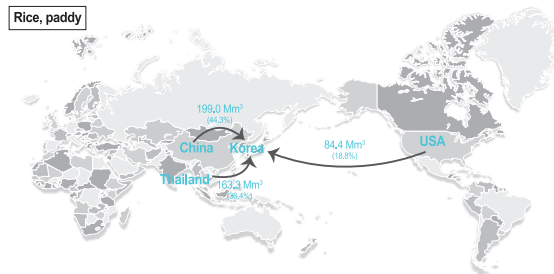 Rice, paddy
199.0 Mm³
(44.3%)
China
Korea
84.4 Mm³
(18.8%)
USA
Thailand
163.3 Mm³
(36.4%)